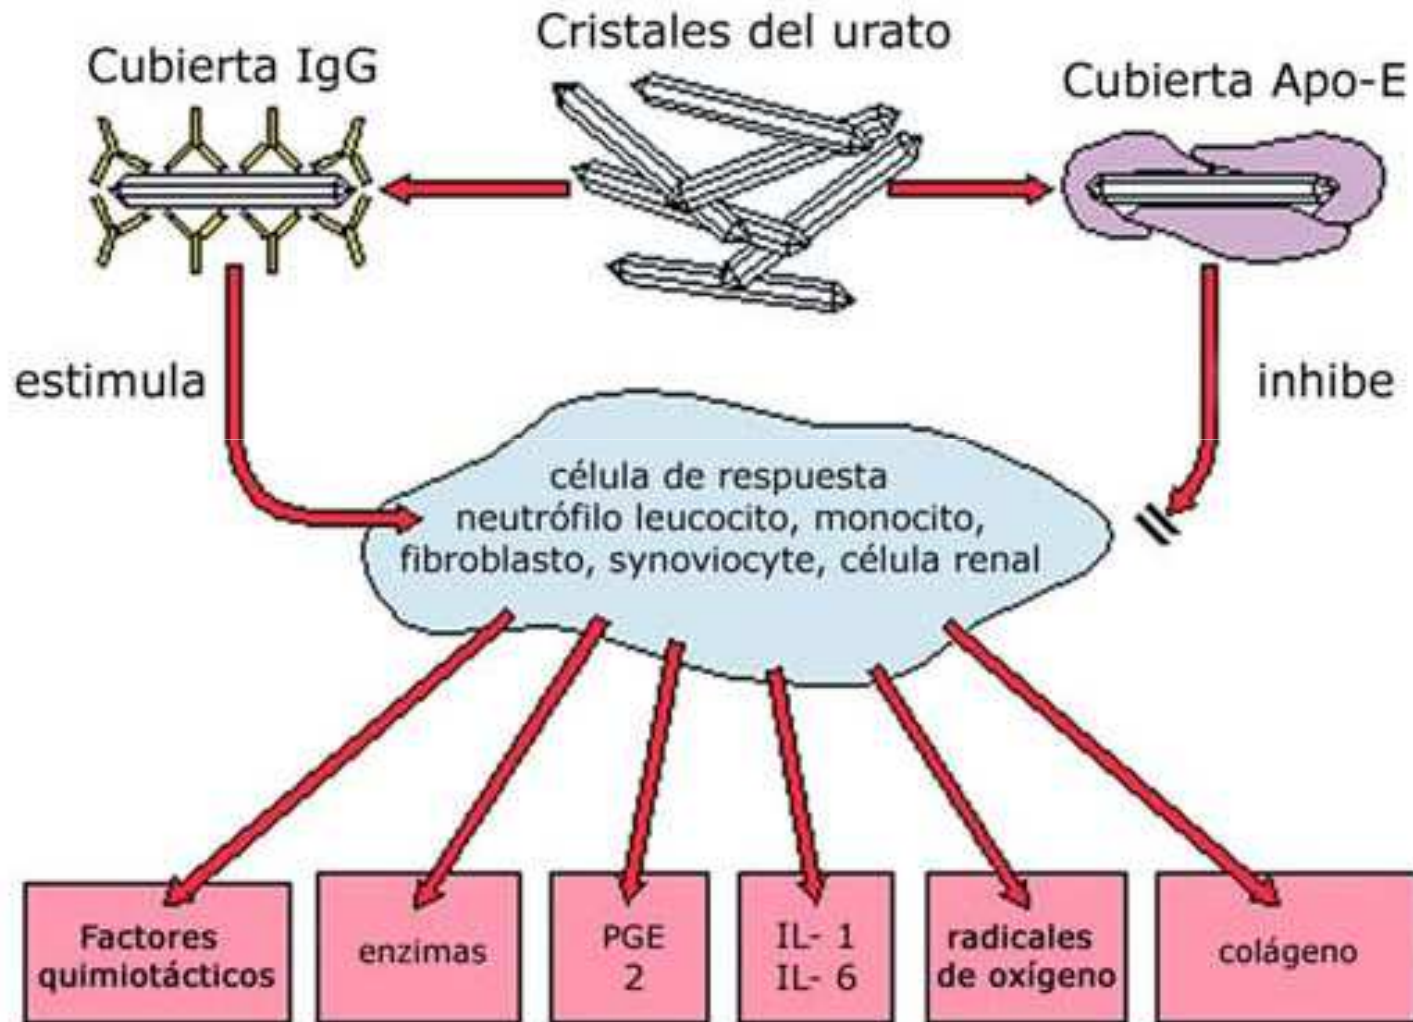 Cristales del urato
Cubierta IgG
Cubierta Apo-E
estimula
inhibe
célula de respuesta
neutrófilo leucocito, monocito,
fibroblasto, synoviocyte, célula renal
Factores
quimiotácticos
enzimas
PGE
2
IL- 1
IL- 6
radicales
de oxígeno
colágeno